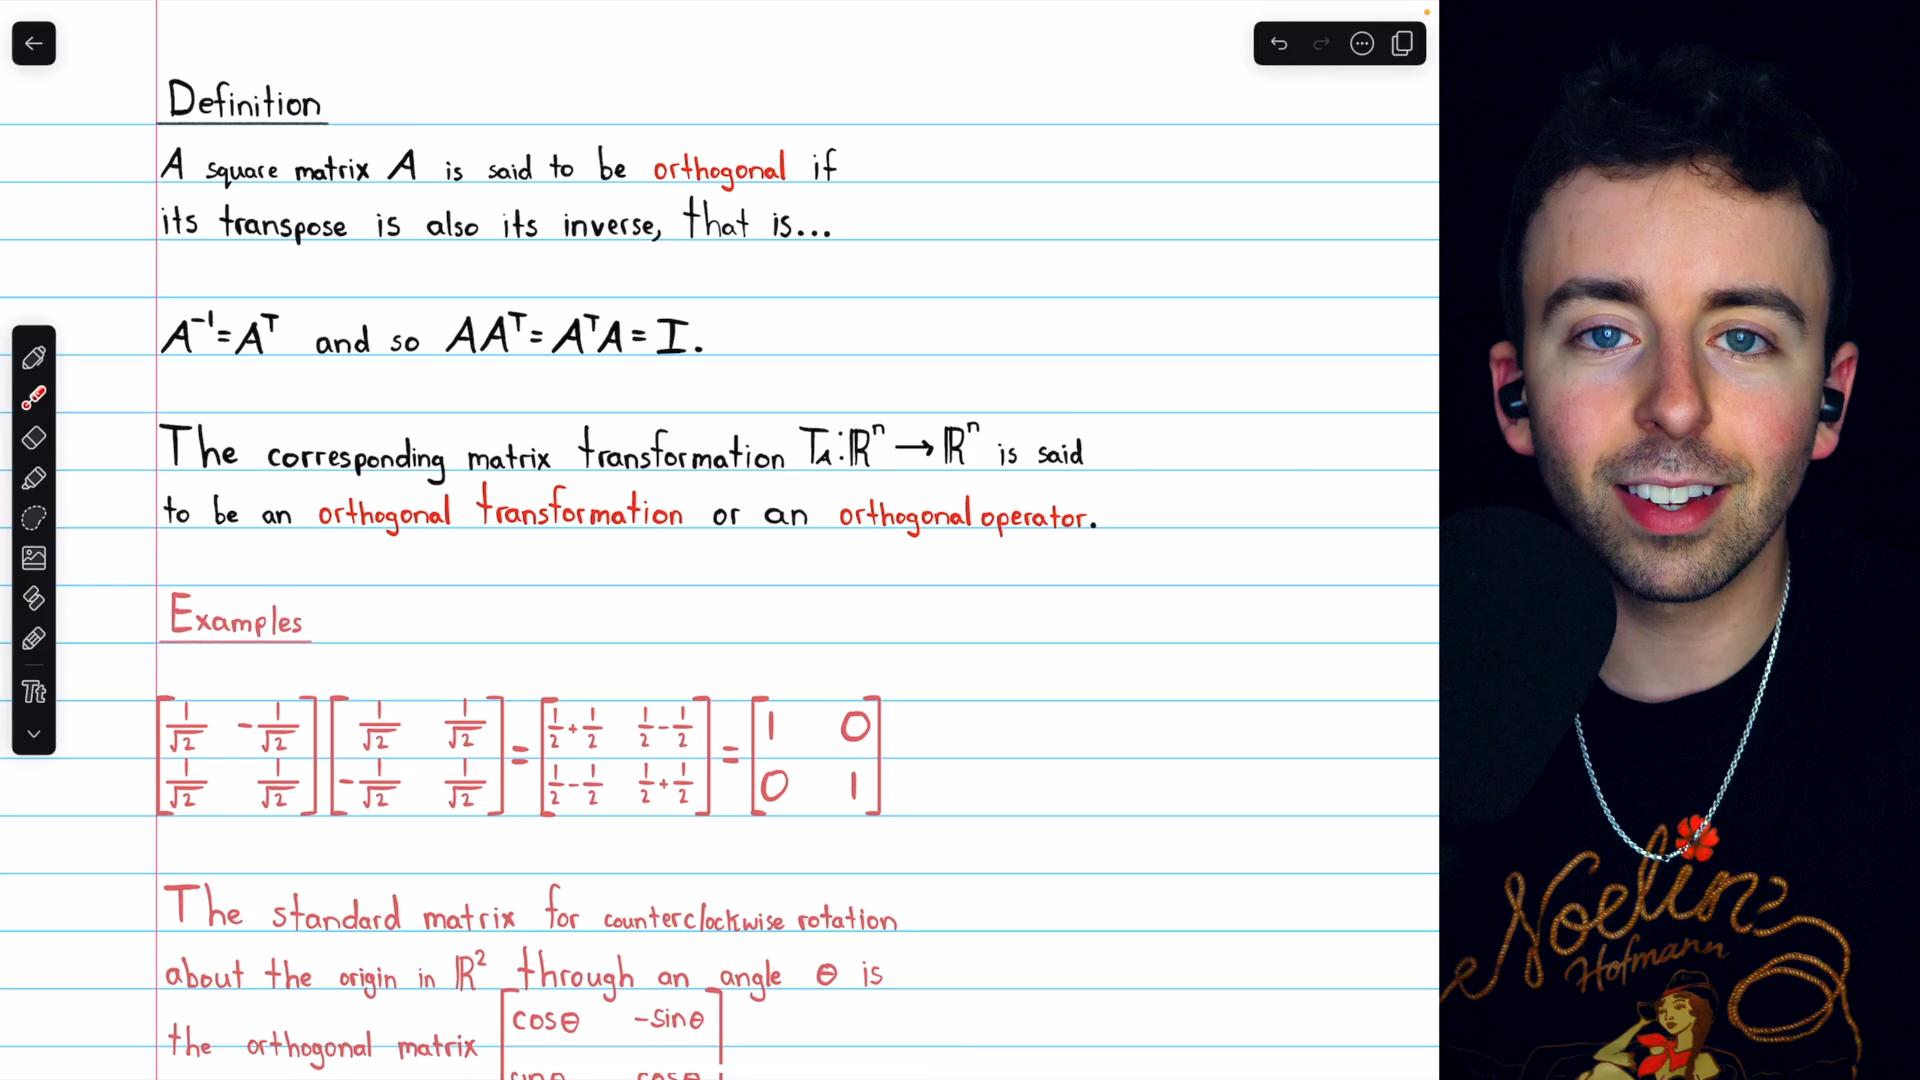 Definition
A square matrix A is said to be orthogonal if
its transpose is also its inverse, that is...
A⁻¹=Aᵀ and so AAᵀ=AᵀA=I.
The corresponding matrix transformation T_A:ℝⁿ→ℝⁿ is said
to be an orthogonal transformation or an orthogonal operator.
Examples
[1/√2 -1/√2; 1/√2 1/√2][1/√2 1/√2; -1/√2 1/√2]=[1/2+1/2 1/2-1/2; 1/2-1/2 1/2+1/2]=[1 0; 0 1]
The standard matrix for counterclockwise rotation
about the origin in ℝ² through an angle θ is
the orthogonal matrix [cosθ -sinθ
sinθ cosθ]
Tt
Noeline
Hofmann